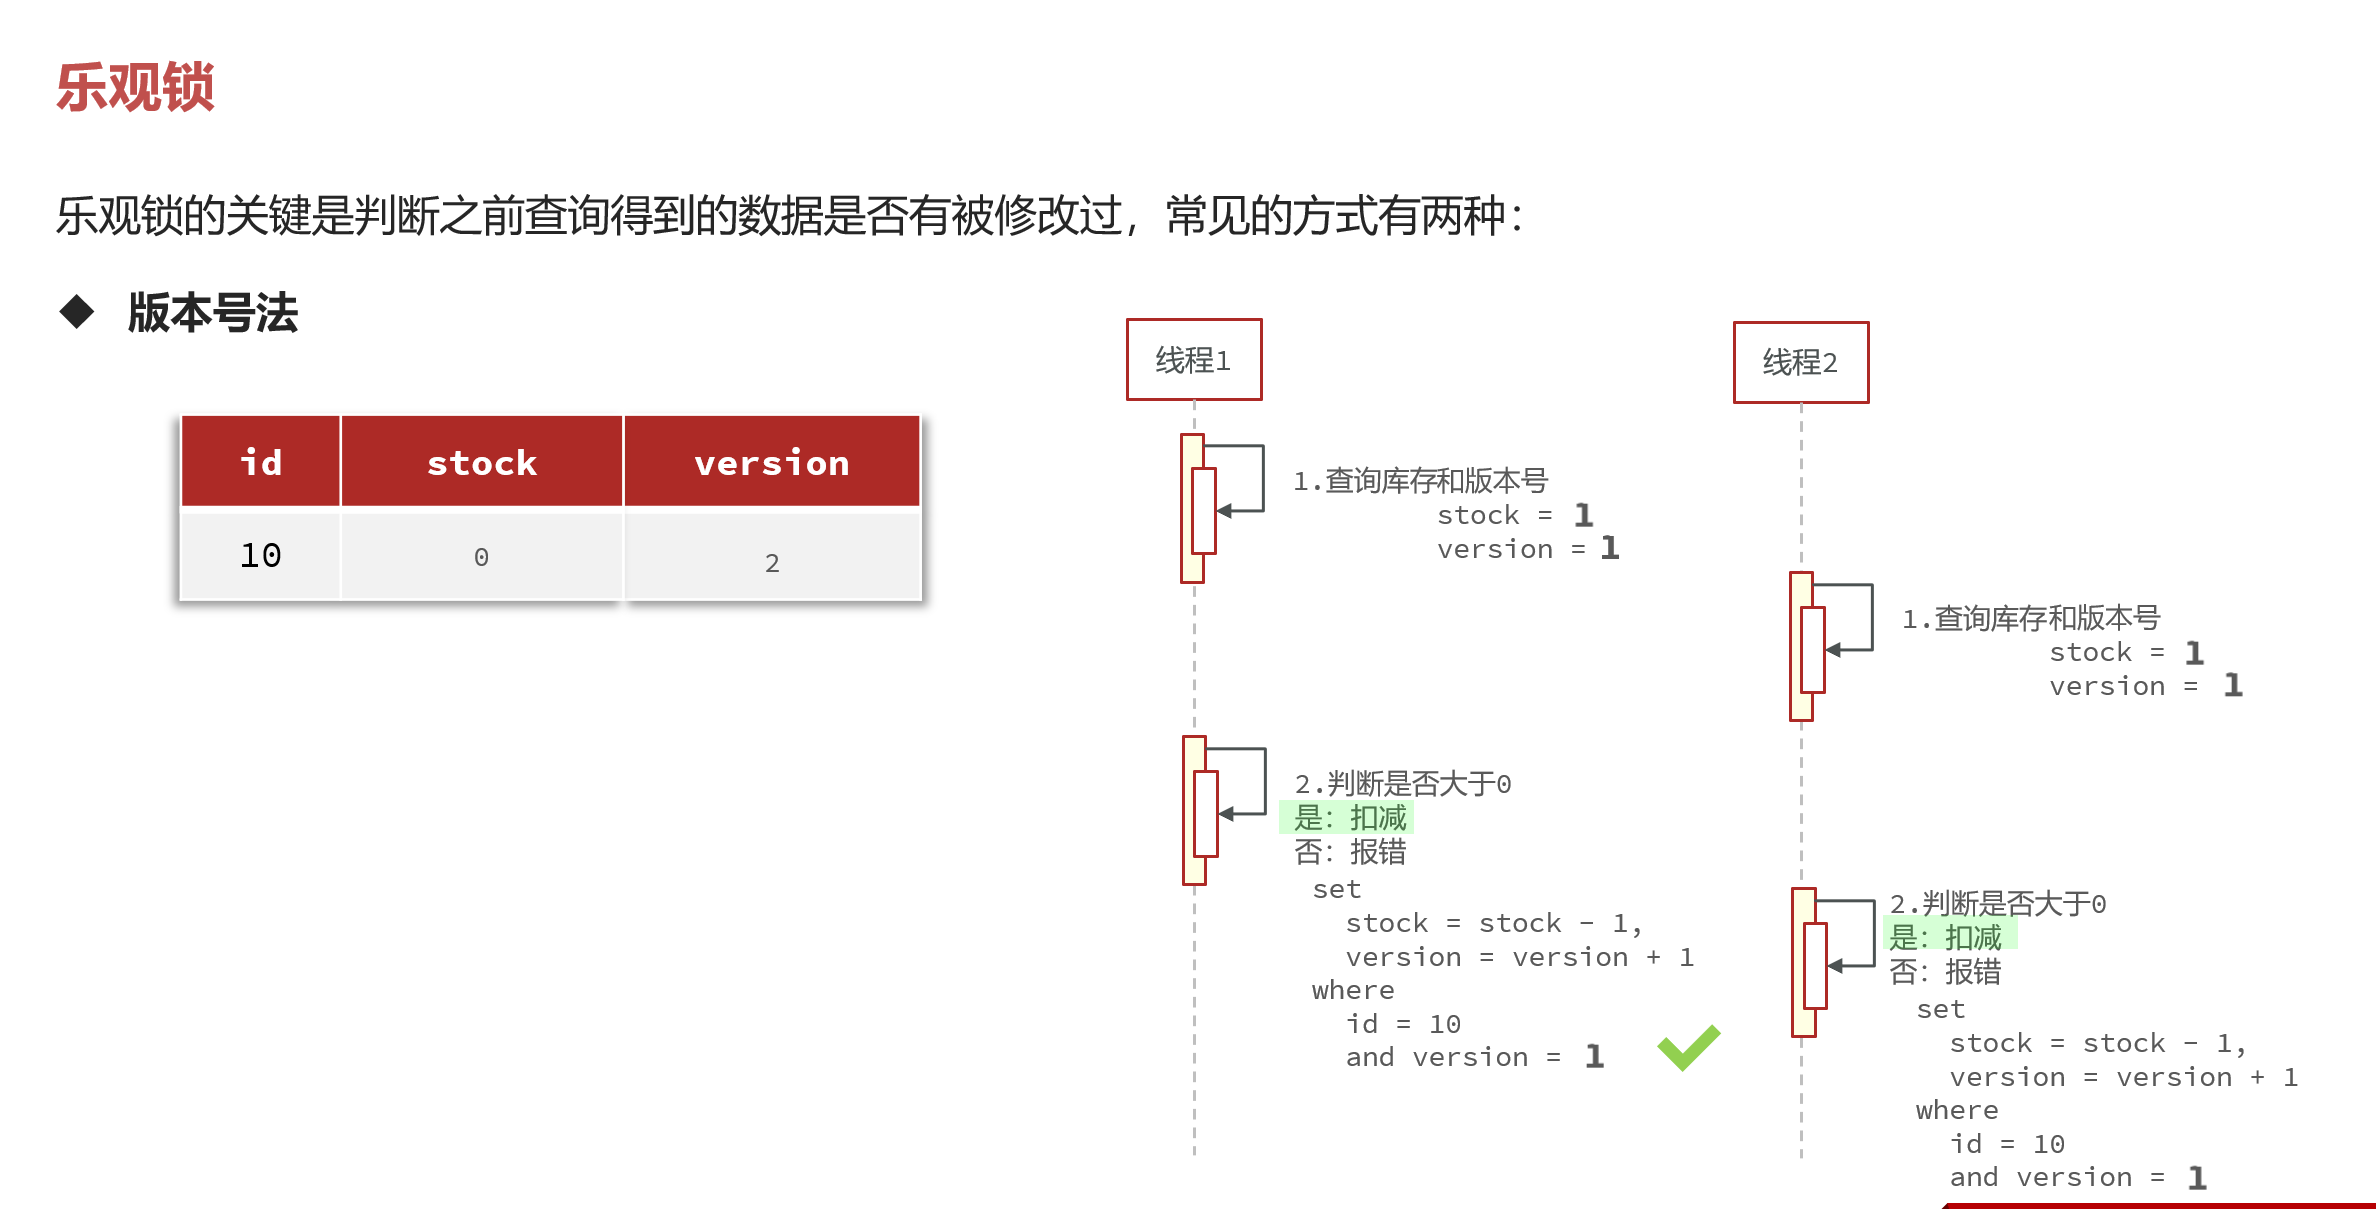 乐观锁
乐观锁的关键是判断之前查询得到的数据是否有被修改过，常见的方式有两种：
◆ 版本号法
id stock version
10 0 2
线程1
1.查询库存和版本号
stock = 1
version = 1
2.判断是否大于0
是：扣减
否：报错
set
stock = stock - 1,
version = version + 1
where
id = 10
and version = 1
线程2
1.查询库存和版本号
stock = 1
version = 1
2.判断是否大于0
是：扣减
否：报错
set
stock = stock - 1,
version = version + 1
where
id = 10
and version = 1